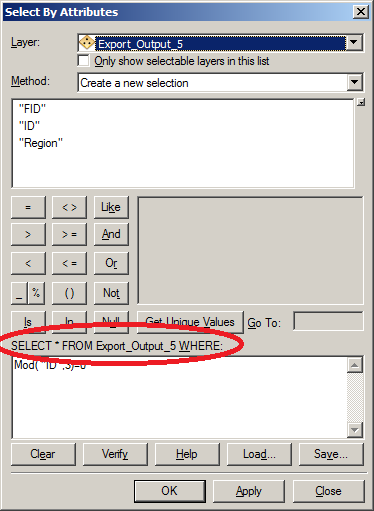 Select By Attributes
Layer:
Export_Output_5
Only show selectable layers in this list
Method:
Create a new selection
"FID"
"ID"
"Region"
= < > Like
> > = And
< < = Or
_ % ( ) Not
Is In Null Get Unique Values Go To:
SELECT * FROM Export_Output_5 WHERE:
Mod( "ID",3)=0
Clear Verify Help Load... Save...
OK Apply Close